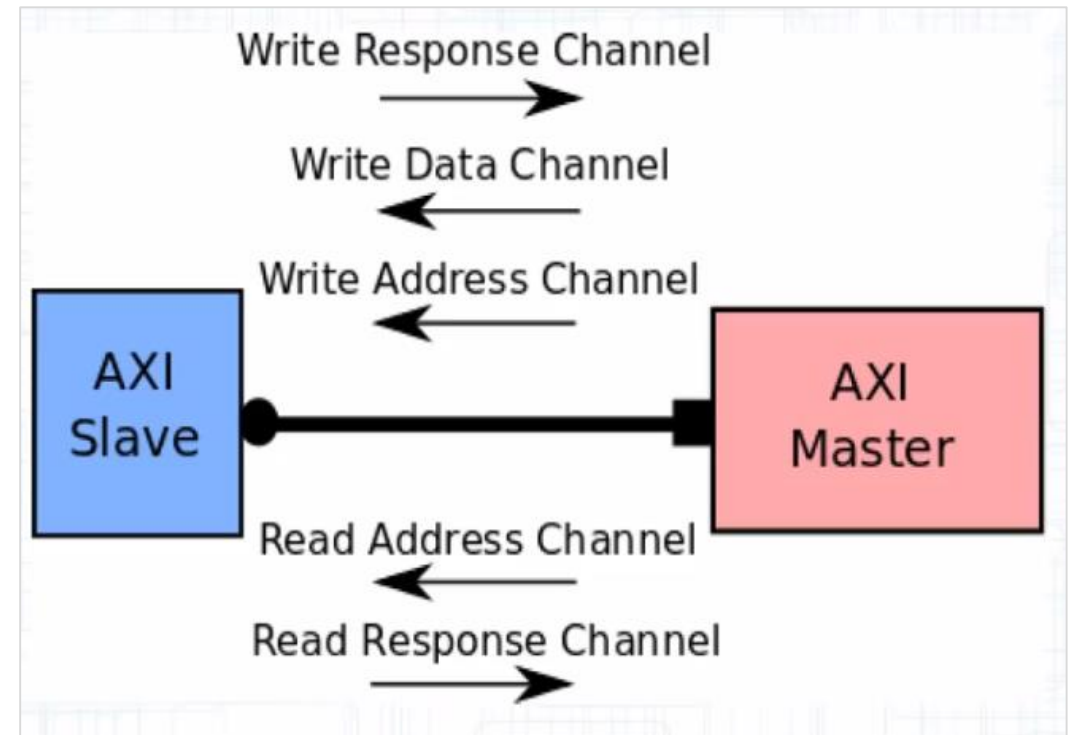 Write Response Channel
Write Data Channel
Write Address Channel
AXI
Slave
AXI
Master
Read Address Channel
Read Response Channel